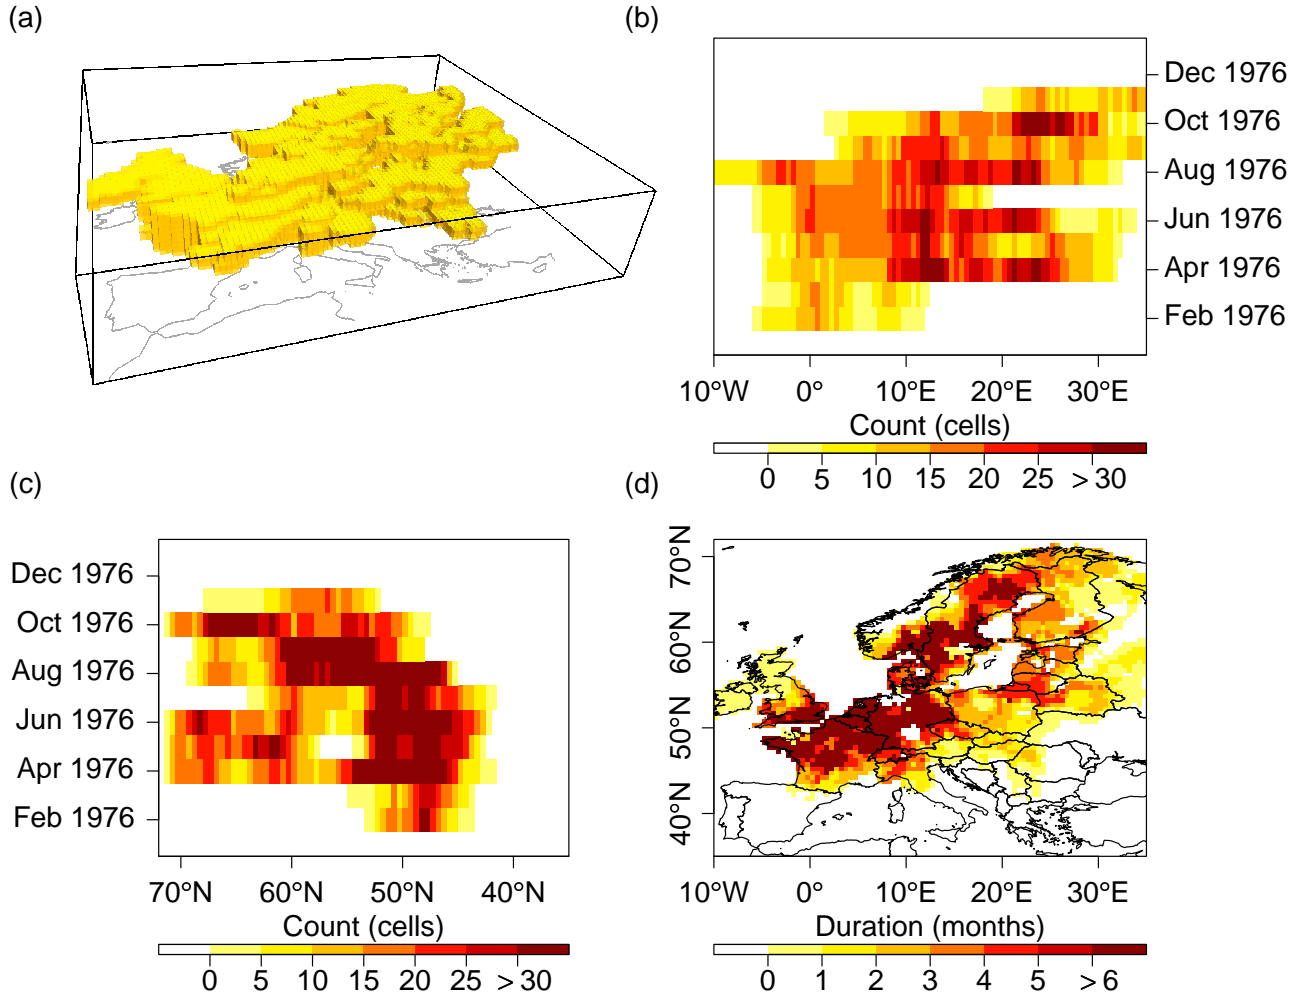 (a)
(b)
Dec 1976
Oct 1976
Aug 1976
Jun 1976
Apr 1976
Feb 1976
10°W 0° 10°E 20°E 30°E
Count (cells)
0 5 10 15 20 25 >30
(c)
Dec 1976
Oct 1976
Aug 1976
Jun 1976
Apr 1976
Feb 1976
70°N 60°N 50°N 40°N
Count (cells)
0 5 10 15 20 25 >30
(d)
70°N
60°N
50°N
40°N
10°W 0° 10°E 20°E 30°E
Duration (months)
0 1 2 3 4 5 >6